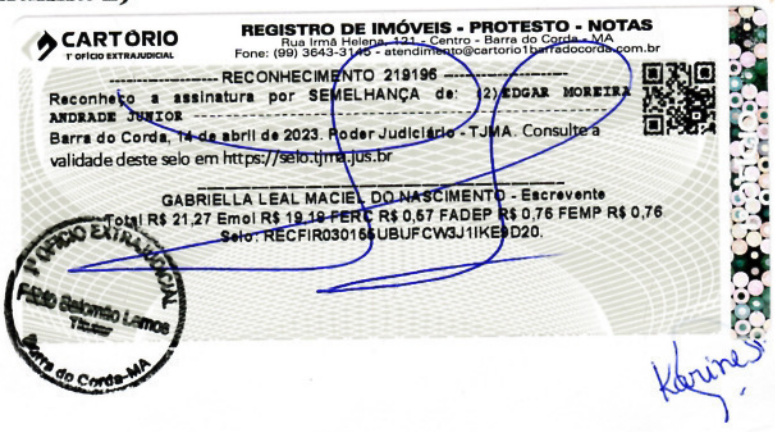 CARTÓRIO
1º OFÍCIO EXTRAJUDICIAL
REGISTRO DE IMÓVEIS - PROTESTO - NOTAS
Rua Irmã Helena, 121 - Centro - Barra do Corda - MA
Fone: (99) 3643-3145 - atendimento@cartorio1barradocorda.com.br
RECONHECIMENTO 219196
Reconheço a assinatura por SEMELHANÇA de: (2)EDGAR MOREIRA
ANDRADE JUNIOR
Barra do Corda, 14 de abril de 2023. Poder Judiciário - TJMA. Consulte a
validade deste selo em https://selo.tjma.jus.br
GABRIELLA LEAL MACIEL DO NASCIMENTO - Escrevente
Total R$ 21,27 Emol R$ 19,18 FERC R$ 0,57 FADEP R$ 0,76 FEMP R$ 0,76
Selo:
1º OFÍCIO EXTRAJUDICIAL
Salomão Lemos
Titular
Barra do Corda-MA